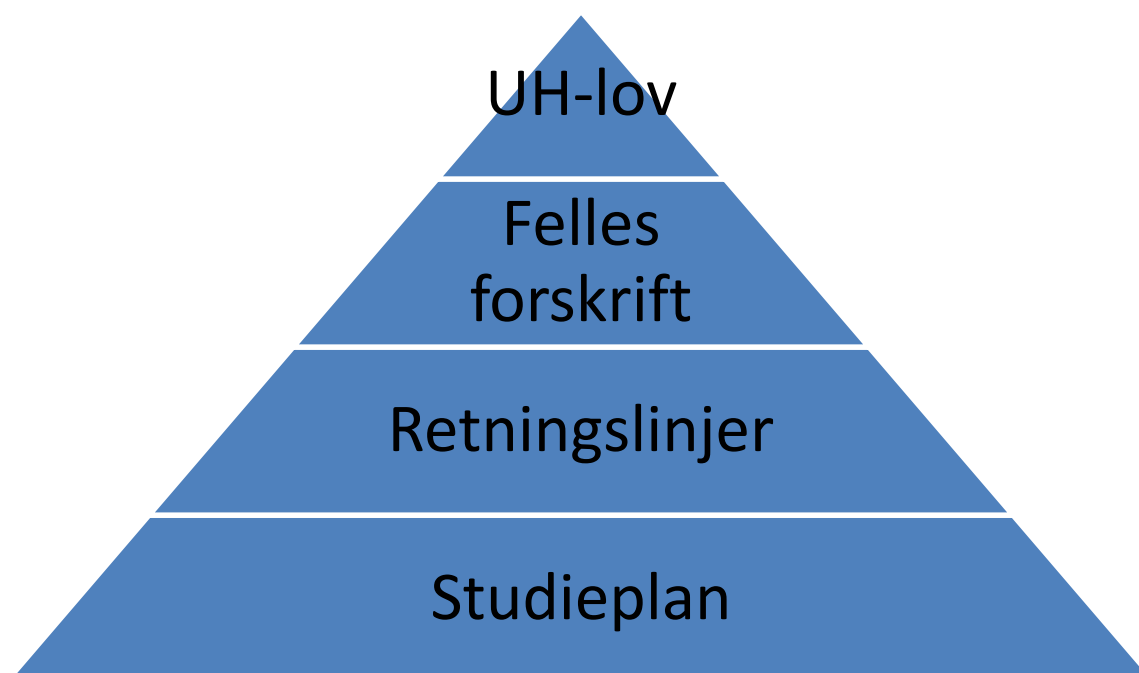 UH-lov
Felles
forskrift
Retningslinjer
Studieplan